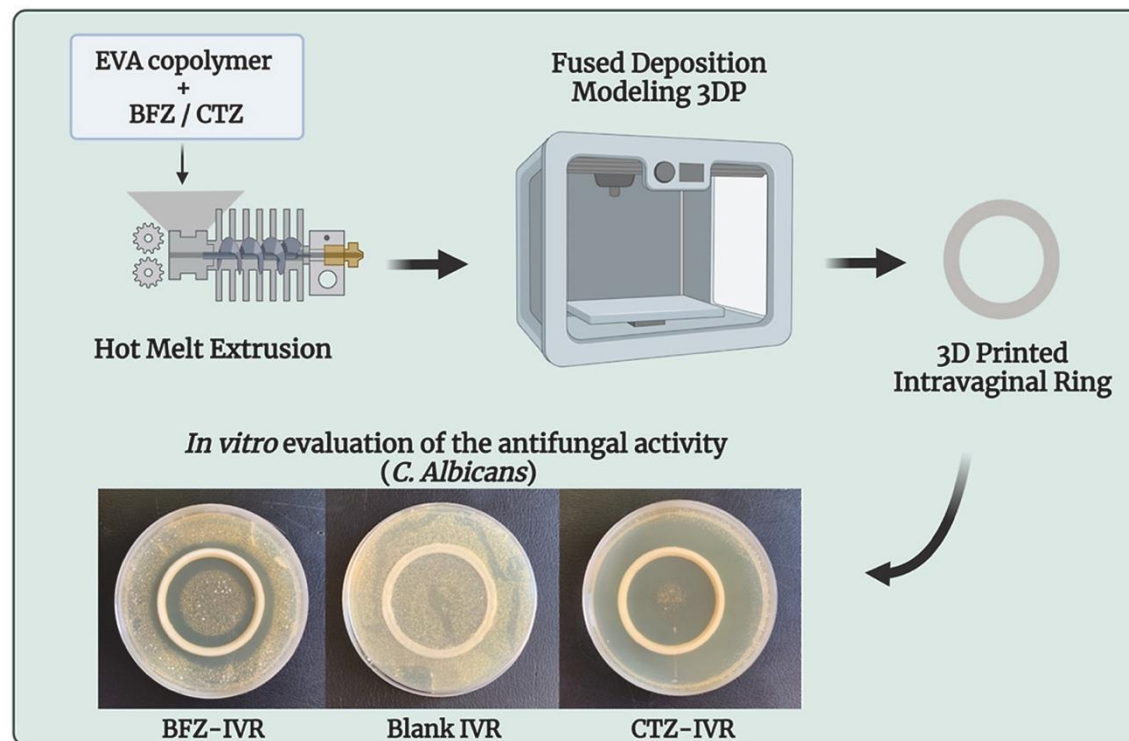 EVA copolymer
+
BFZ / CTZ
Fused Deposition
Modeling 3DP
Hot Melt Extrusion
3D Printed
Intravaginal Ring
In vitro evaluation of the antifungal activity
(C. Albicans)
BFZ-IVR
Blank IVR
CTZ-IVR